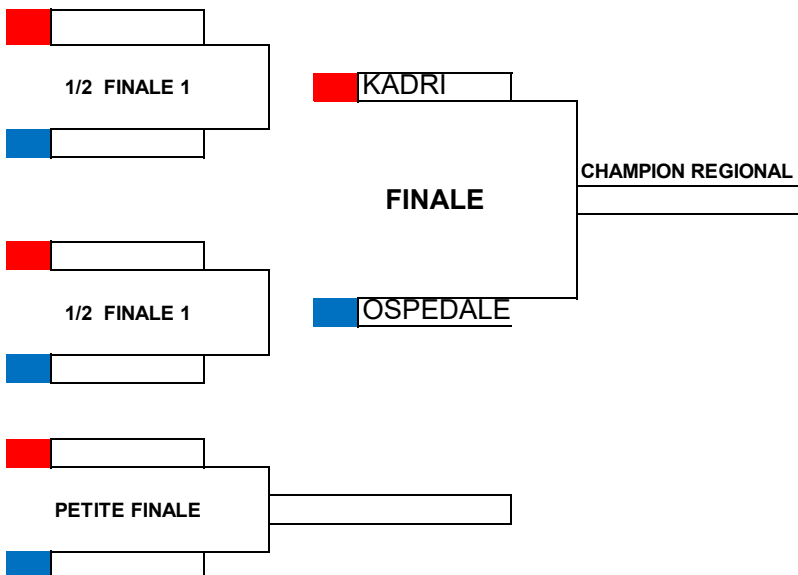 1/2 FINALE 1
KADRI
CHAMPION REGIONAL
FINALE
1/2 FINALE 1
OSPEDALE
PETITE FINALE